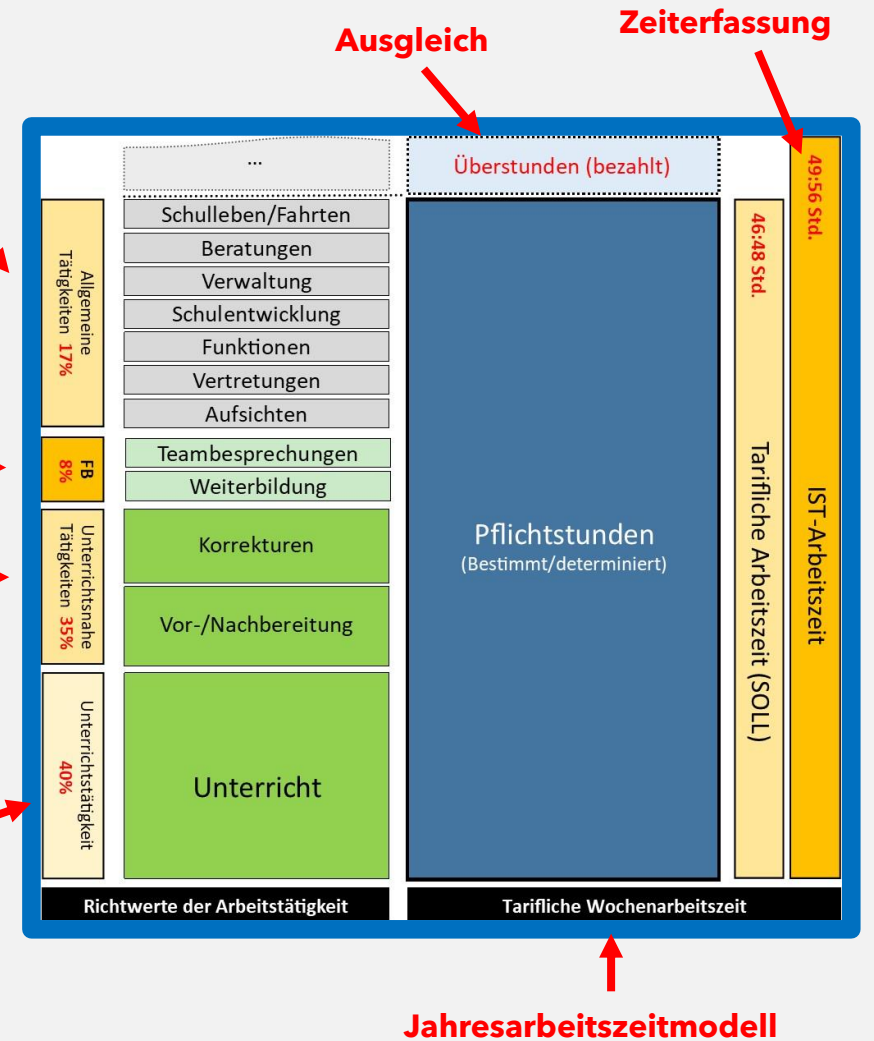 Ausgleich
Zeiterfassung
...
Überstunden (bezahlt)
49:56 Std.
IST-Arbeitszeit
46:48 Std.
Tarifliche Arbeitszeit (SOLL)
Allgemeine
Tätigkeiten 17%
Schulleben/Fahrten
Beratungen
Verwaltung
Schulentwicklung
Funktionen
Vertretungen
Aufsichten
FB
8%
Teambesprechungen
Weiterbildung
Unterrichtsnahe
Tätigkeiten 35%
Korrekturen
Vor-/Nachbereitung
Pflichtstunden
(Bestimmt/determiniert)
Unterrichtstätigkeit
40%
Unterricht
Richtwerte der Arbeitstätigkeit
Tarifliche Wochenarbeitszeit
Jahresarbeitszeitmodell